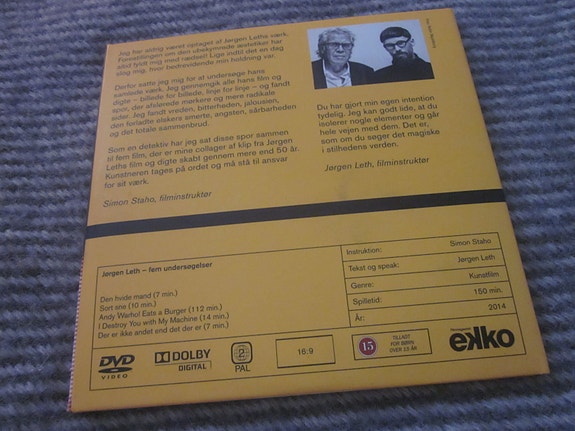 Jeg har aldrig været optaget af Jørgen Leths værk.
Forestillingen om den ubekymrede æstetiker har
altid fyldt mig med rædsel! Lige indtil det en dag
slog mig, hvor bedrøvelig min holdning var.
Derfor satte jeg mig for at undersøge hans
samlede værk. Jeg gennemgik alle hans film og
digte – billede for billede, linje for linje – og fandt
spor, der afslørede mørkere og mere radikale
sider. Jeg fandt vreden, bitterheden, jalousien,
den forladte elskers smerte, angsten, sårbarheden
og det totale sammenbrud.
Som en detektiv har jeg sat disse spor sammen
til fem film, der er mine collager af klip fra Jørgen
Leths film og digte skabt gennem mere end 50 år.
Kunstneren tages på ordet og må stå til ansvar
for sit værk.
Simon Staho, filminstruktør
Du har gjort min egen intention
tydelig. Jeg kan godt lide, at du
isolerer nogle elementer og går
hele vejen med dem. Det er,
som om du søger det magiske
i stilhedens verden.
Jørgen Leth, filminstruktør
Jørgen Leth – fem undersøgelser
Den hvide mand (7 min.)
Sort sne (10 min.)
Andy Warhol Eats a Burger (112 min.)
I Destroy You with My Machine (14 min.)
Der er ikke andet end det der er (7 min.)
Instruktion: Simon Staho
Tekst og speak: Jørgen Leth
Genre: Kunstfilm
Spilletid: 150 min.
År: 2014
DVD
VIDEO
DOLBY
DIGITAL
2
PAL
16:9
15
TILLADT
FOR BØRN
OVER 15 ÅR
ekko